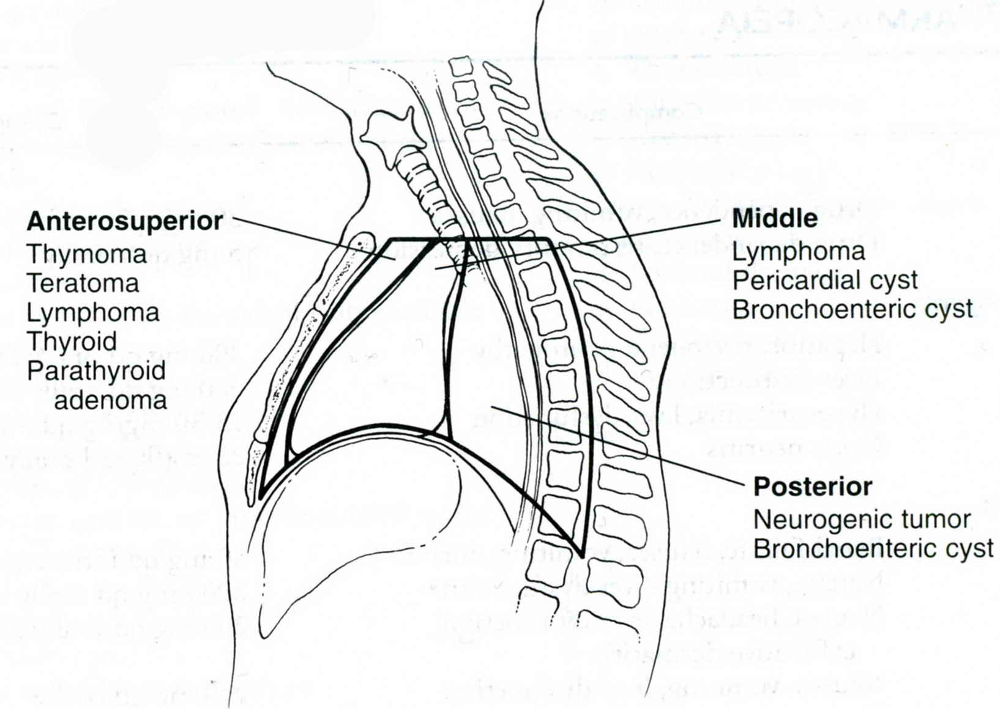 Anterosuperior
Thymoma
Teratoma
Lymphoma
Thyroid
Parathyroid
adenoma
Middle
Lymphoma
Pericardial cyst
Bronchoenteric cyst
Posterior
Neurogenic tumor
Bronchoenteric cyst